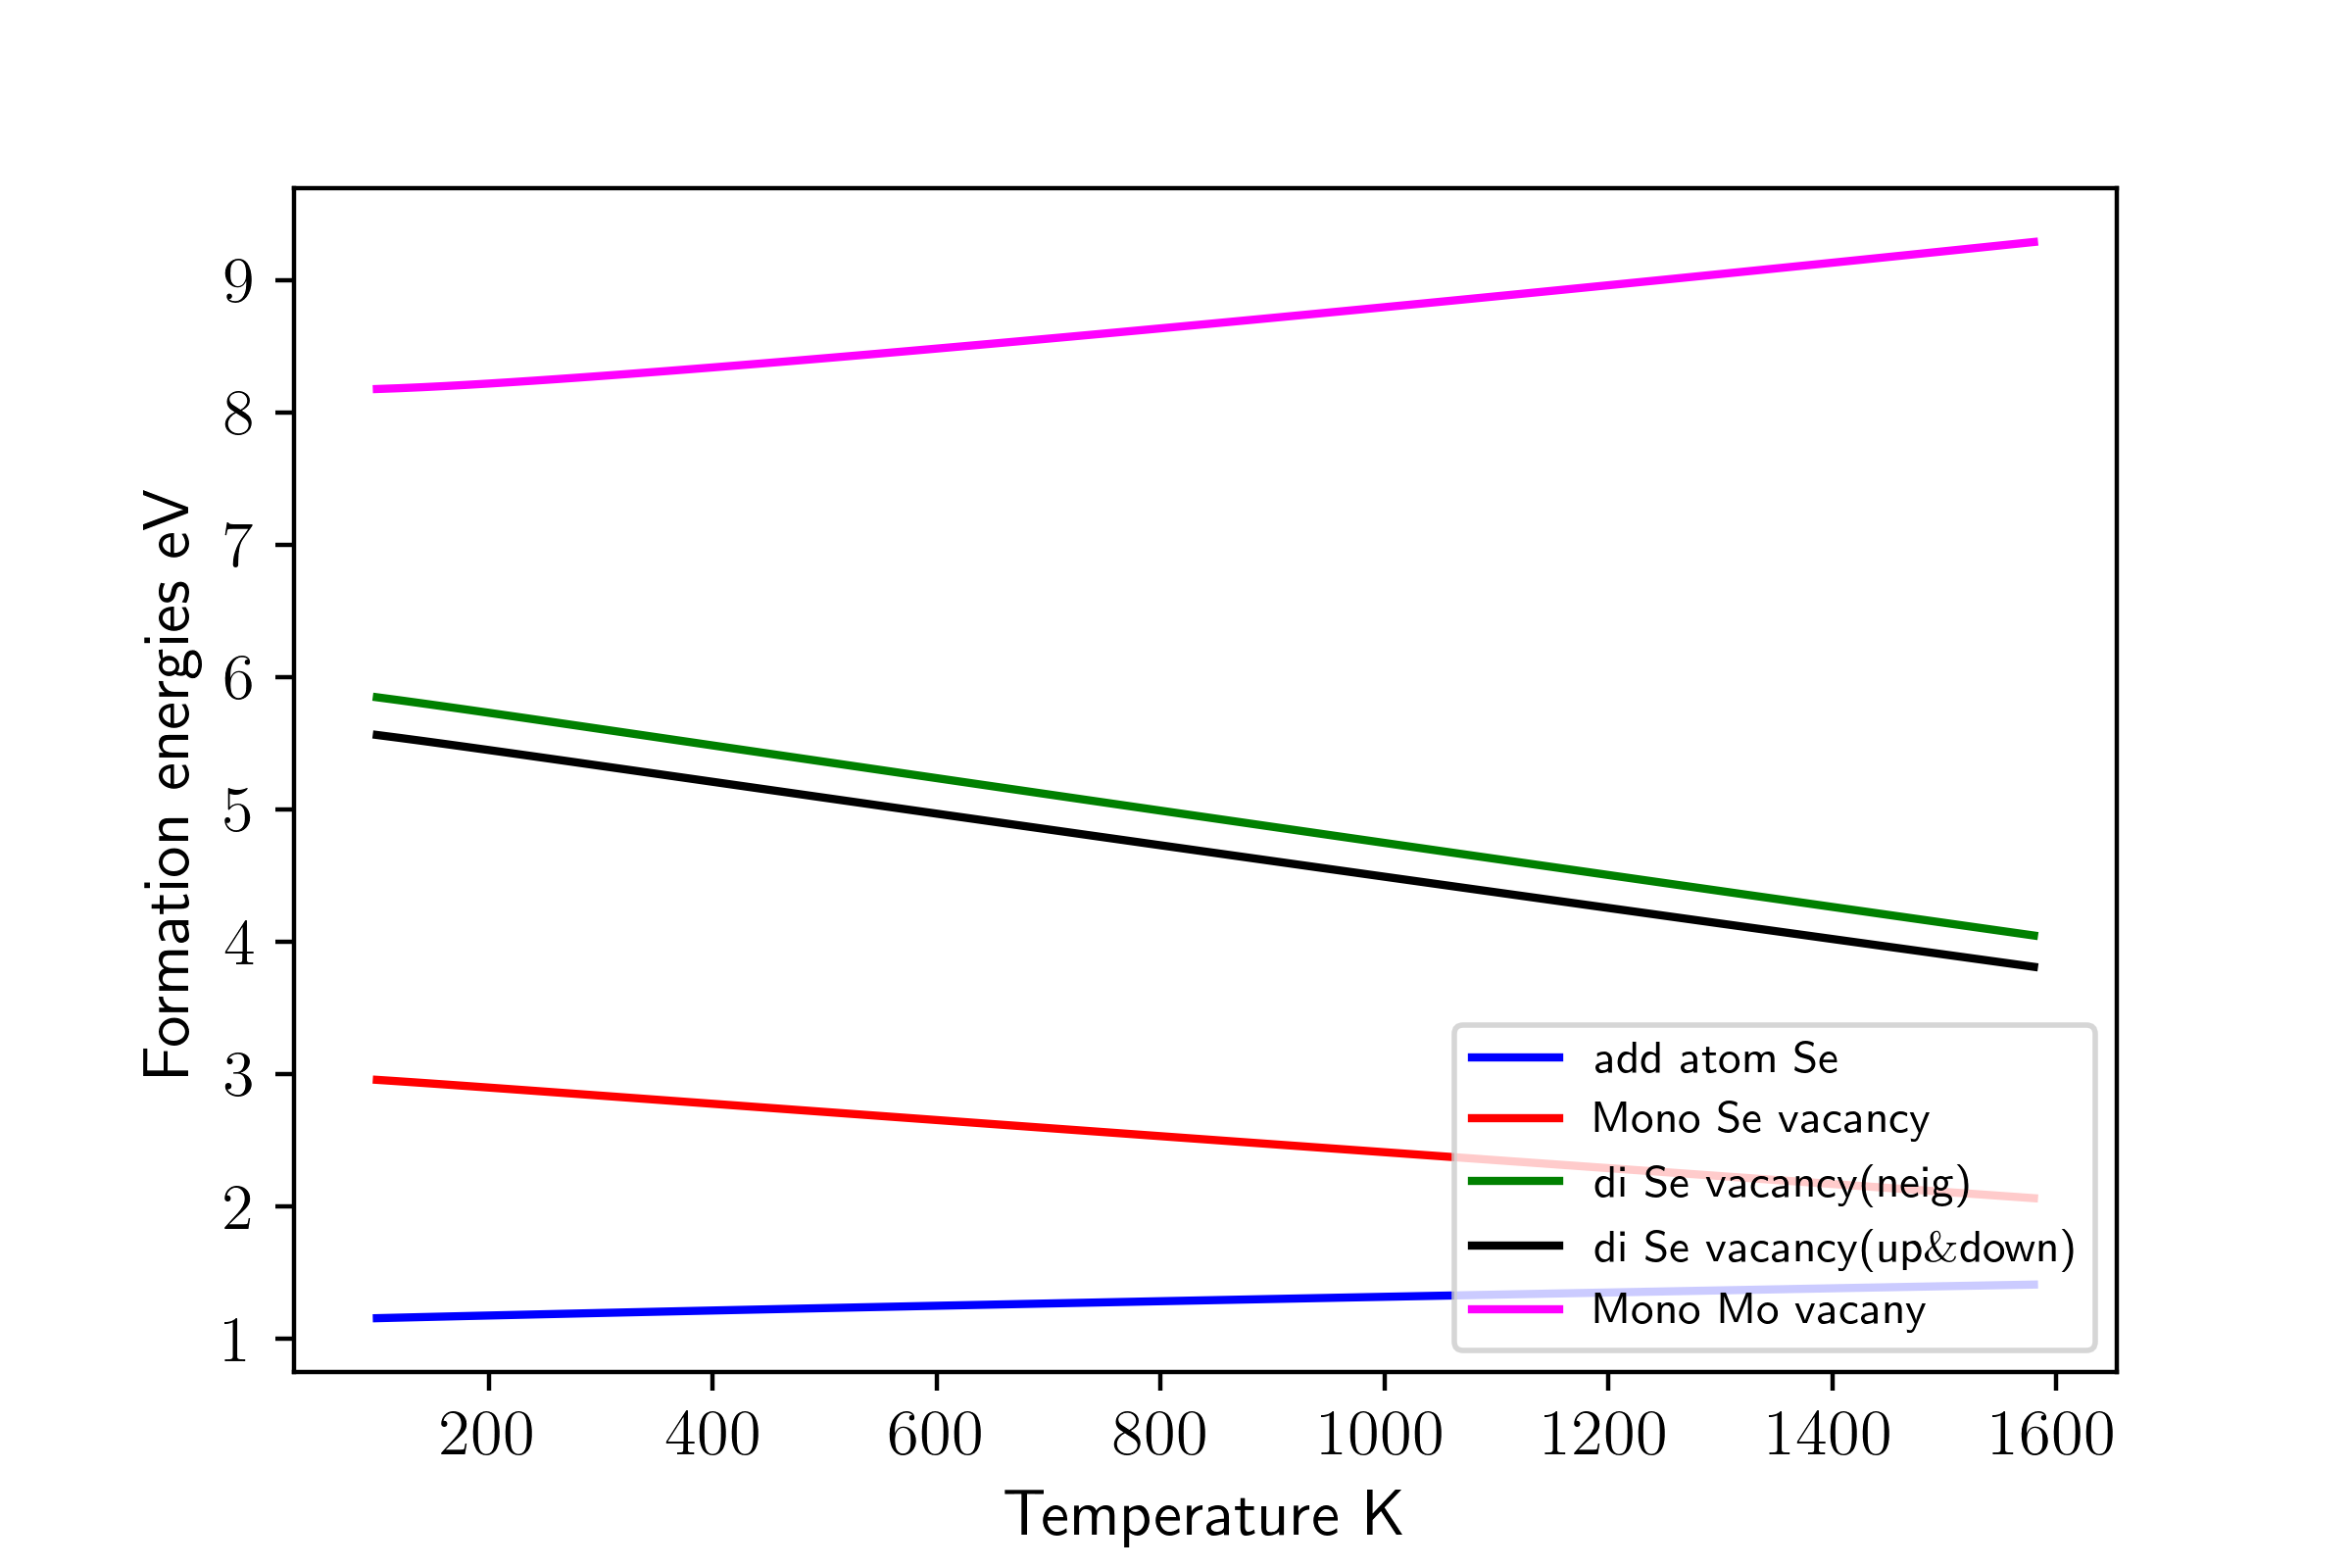 9
8
7
6
5
4
3
2
1
Formation energies eV
add atom Se
Mono Se vacancy
di Se vacancy(neig)
di Se vacancy(up&down)
Mono Mo vacany
200 400 600 800 1000 1200 1400 1600
Temperature K